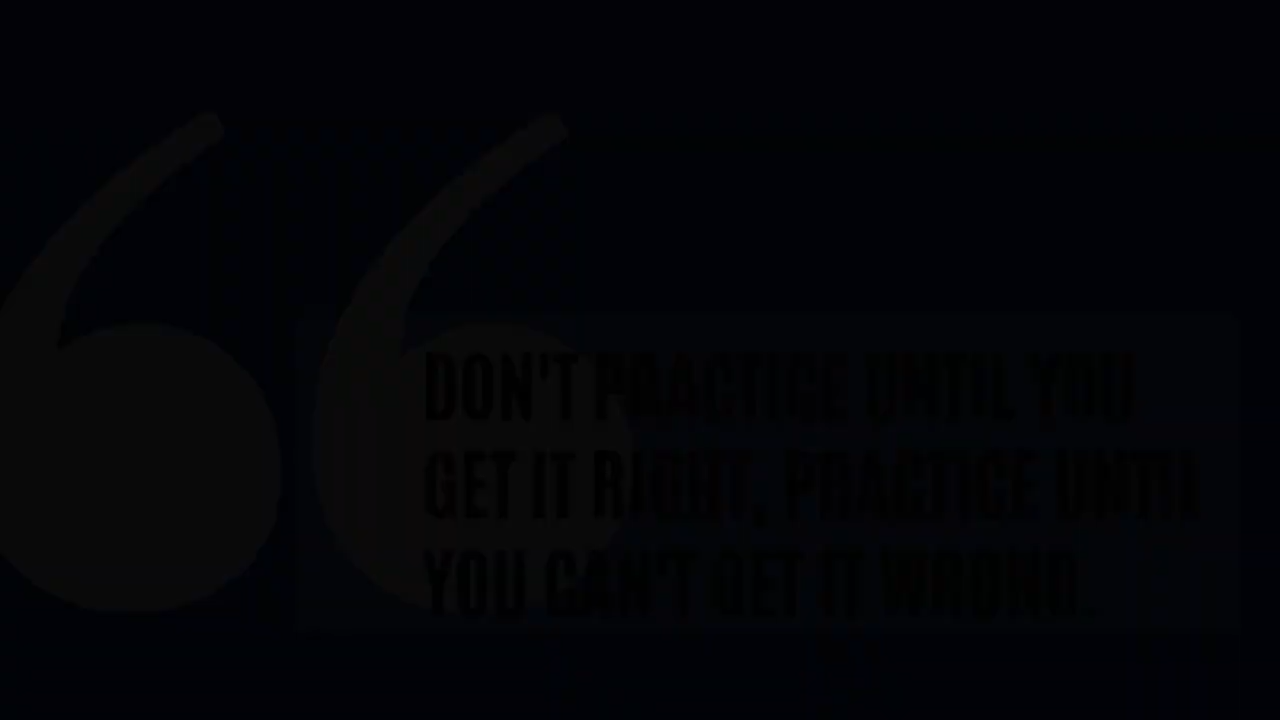 DON'T PRACTICE UNTIL YOU
GET IT RIGHT, PRACTICE UNTIL
YOU CAN'T GET IT WRONG.